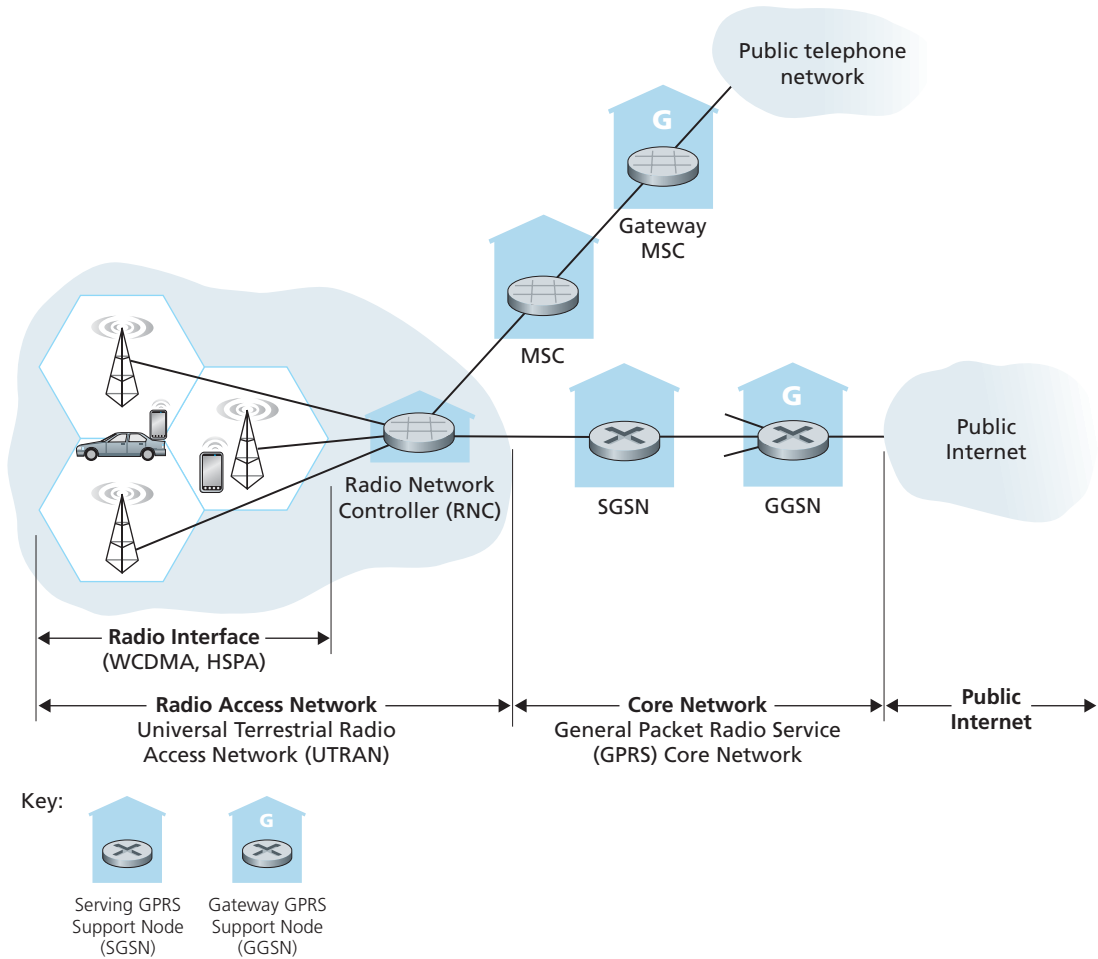 Public telephone
network
G
Gateway
MSC
MSC
G
Public
Internet
SGSN
GGSN
Radio Network
Controller (RNC)
Radio Interface
(WCDMA, HSPA)
Radio Access Network
Universal Terrestrial Radio
Access Network (UTRAN)
Core Network
General Packet Radio Service
(GPRS) Core Network
Public
Internet
Key:
G
Serving GPRS
Support Node
(SGSN)
Gateway GPRS
Support Node
(GGSN)